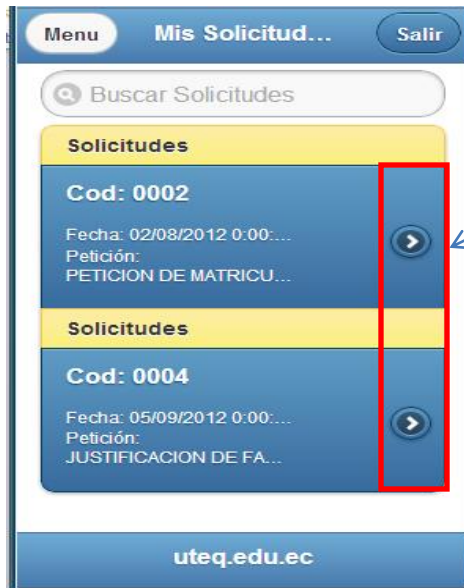 Menu Mis Solicitud... Salir
Buscar Solicitudes
Solicitudes
Cod: 0002
Fecha: 02/08/2012 0:00:...
Petición:
PETICION DE MATRICU...
Solicitudes
Cod: 0004
Fecha: 05/09/2012 0:00:...
Petición:
JUSTIFICACION DE FA...
uteq.edu.ec